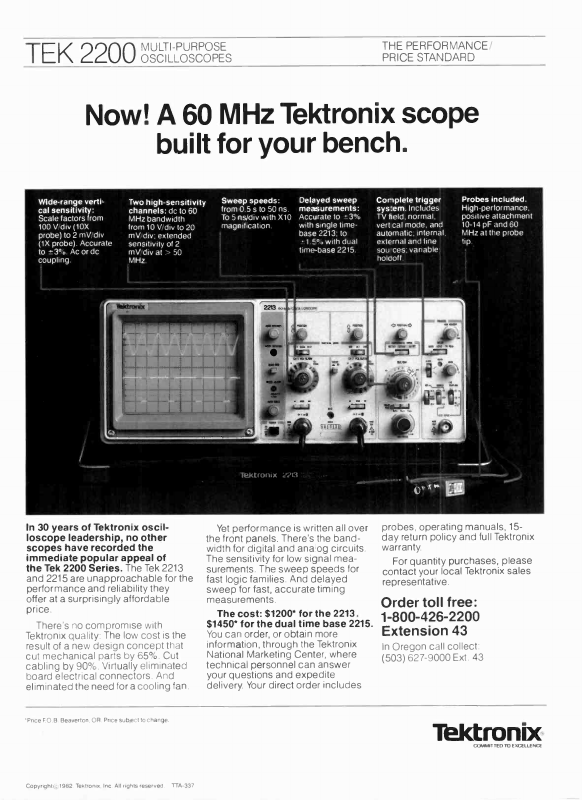 TEK 2200 MULTI-PURPOSE
OSCILLOSCOPES
THE PERFORMANCE/
PRICE STANDARD
Now! A 60 MHz Tektronix scope
built for your bench.
Wide-range verti-
cal sensitivity:
Scale factors from
100 V/div (10X
probe) to 2 mV/div
(1X probe). Accurate
to ±3%. Ac or dc
coupling.
Two high-sensitivity
channels: dc to 60
MHz bandwidth
from 10 V/div to 20
mV/div; extended
sensitivity of 2
mV/div at > 50
MHz.
Sweep speeds:
from 0.5 s to 50 ns.
To 5 ns/div with X10
magnification.
Delayed sweep
measurements:
Accurate to ±3%
with single time-
base 2213; to
±1.5% with dual
time-base 2215.
Complete trigger
system. Includes
TV field, normal,
vertical mode, and
automatic; internal,
external and line
sources; variable
holdoff.
Probes included.
High-performance,
positive attachment
10-14 pF and 60
MHz at the probe
tip.
Tektronix
2213
Tektronix 2213
In 30 years of Tektronix oscil-
loscope leadership, no other
scopes have recorded the
immediate popular appeal of
the Tek 2200 Series. The Tek 2213
and 2215 are unapproachable for the
performance and reliability they
offer at a surprisingly affordable
price.
There's no compromise with
Tektronix quality: The low cost is the
result of a new design concept that
cut mechanical parts by 65%. Cut
cabling by 90%. Virtually eliminated
board electrical connectors. And
eliminated the need for a cooling fan.
Yet performance is written all over
the front panels. There's the band-
width for digital and analog circuits.
The sensitivity for low signal mea-
surements. The sweep speeds for
fast logic families. And delayed
sweep for fast, accurate timing
measurements.
The cost: $1200* for the 2213.
$1450* for the dual time base 2215.
You can order, or obtain more
information, through the Tektronix
National Marketing Center, where
technical personnel can answer
your questions and expedite
delivery. Your direct order includes
probes, operating manuals, 15-
day return policy and full Tektronix
warranty.
For quantity purchases, please
contact your local Tektronix sales
representative.
Order toll free:
1-800-426-2200
Extension 43
In Oregon call collect:
(503) 627-9000 Ext. 43
*Price F.O.B. Beaverton, OR. Price subject to change.
Tektronix
COMMITTED TO EXCELLENCE
Copyright © 1982 Tektronix, Inc. All rights reserved. TTA-337